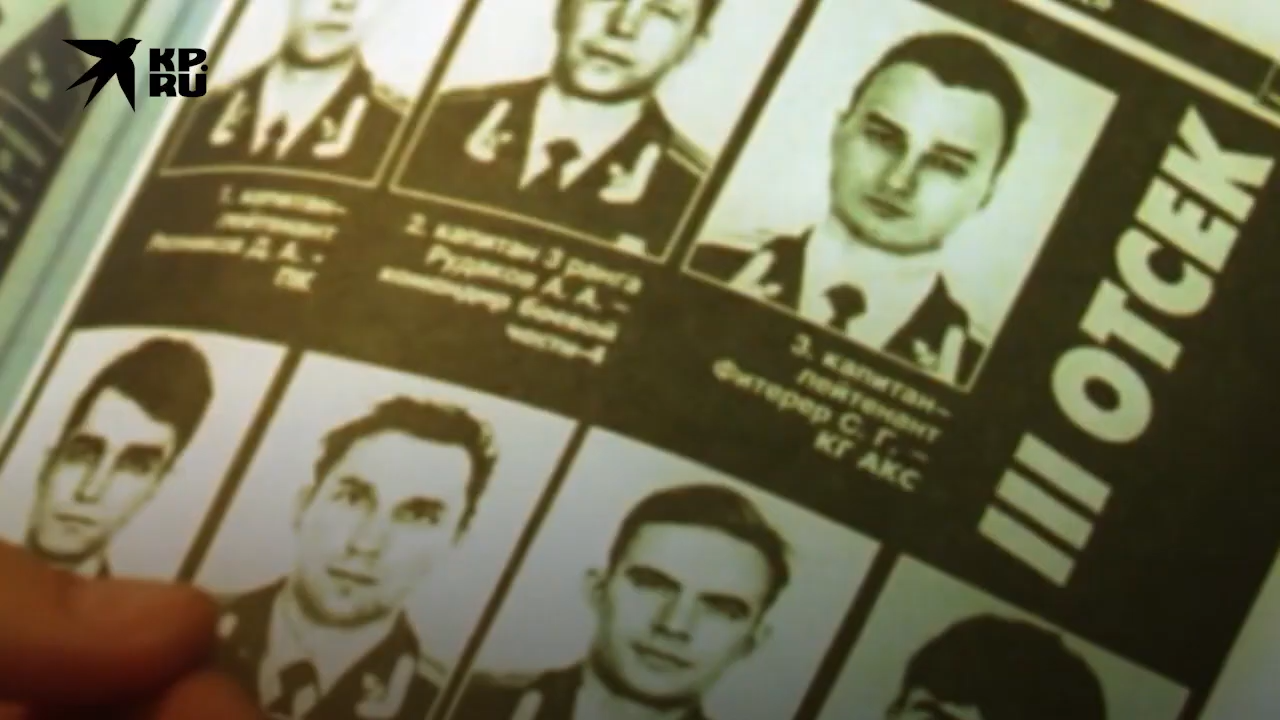 KP.
RU
1. капитан-
лейтенант
Д. А. -
ПК
2. капитан 3 ранга
Рудаков А. А. -
командир боевой
части-4
3. капитан-
лейтенант
Фитерер С. Г. -
КГ АКС
III ОТСЕК